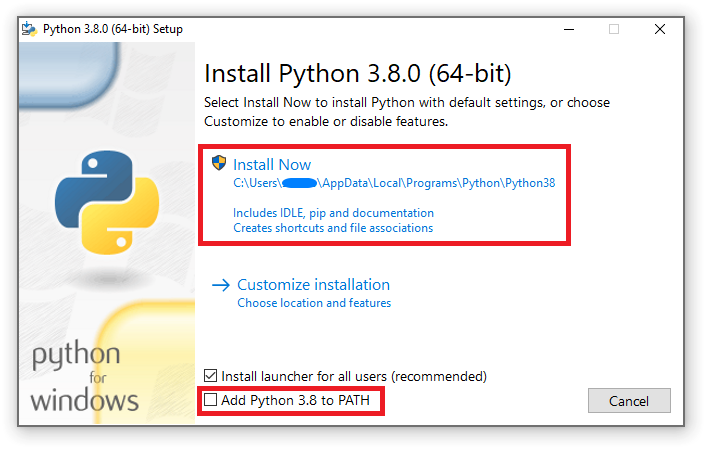 Python 3.8.0 (64-bit) Setup
Install Python 3.8.0 (64-bit)
Select Install Now to install Python with default settings, or choose
Customize to enable or disable features.
Install Now
C:\Users\ \AppData\Local\Programs\Python\Python38
Includes IDLE, pip and documentation
Creates shortcuts and file associations
Customize installation
Choose location and features
python
for
windows
Install launcher for all users (recommended)
Add Python 3.8 to PATH
Cancel